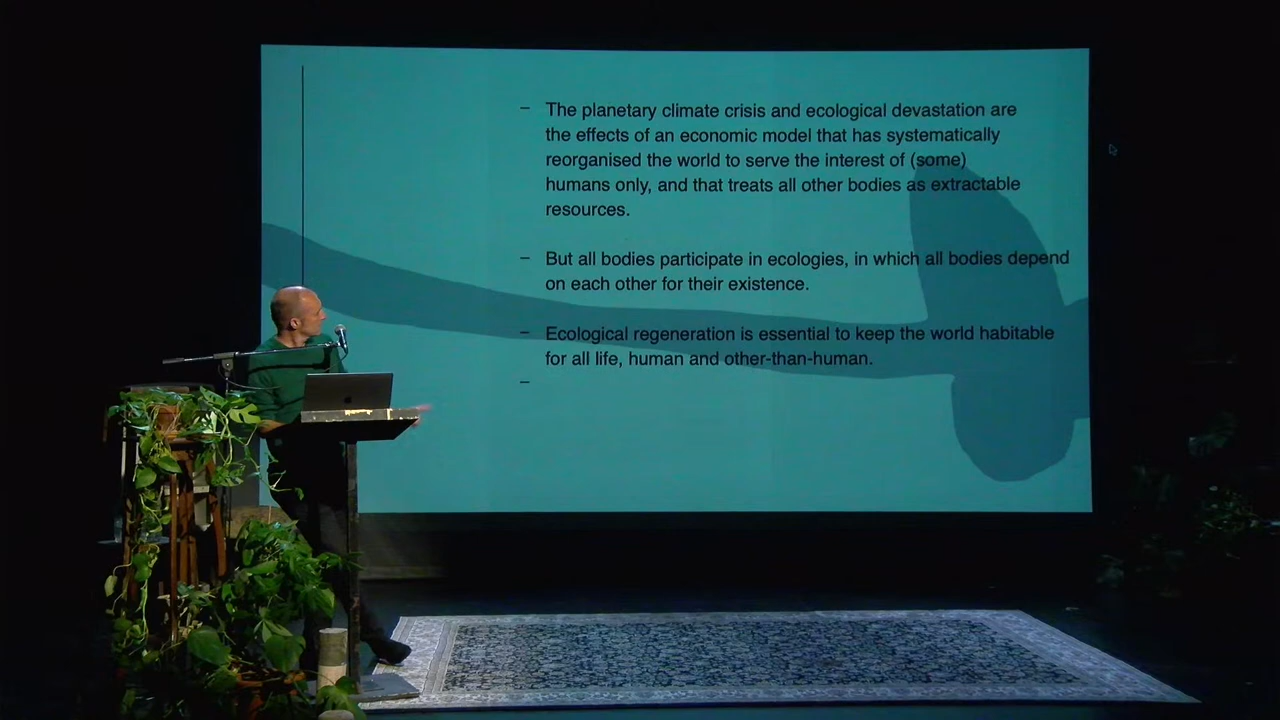 – The planetary climate crisis and ecological devastation are
the effects of an economic model that has systematically
reorganised the world to serve the interest of (some)
humans only, and that treats all other bodies as extractable
resources.
– But all bodies participate in ecologies, in which all bodies depend
on each other for their existence.
– Ecological regeneration is essential to keep the world habitable
for all life, human and other-than-human.
–